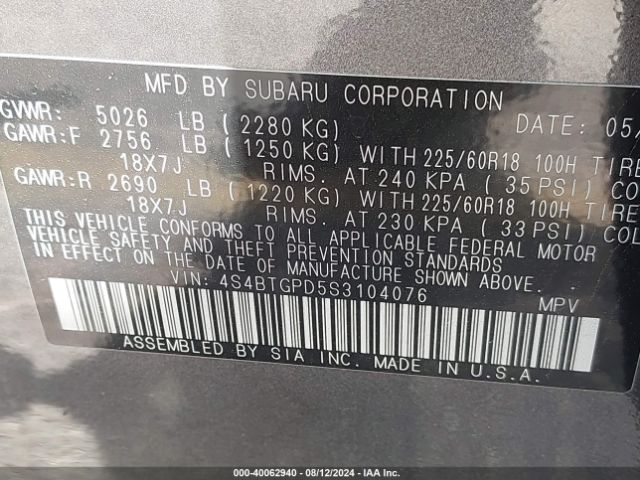 MFD BY SUBARU CORPORATION
DATE: 05/
GVWR: 5026 LB ( 2280 KG)
GAWR:F 2756 LB ( 1250 KG) WITH 225/60R18 100H TIRE
18X7J RIMS. AT 240 KPA ( 35 PSI) CO
GAWR:R 2690 LB ( 1220 KG) WITH 225/60R18 100H TIRE
18X7J RIMS. AT 230 KPA ( 33 PSI) COL
THIS VEHICLE CONFORMS TO ALL APPLICABLE FEDERAL MOTOR
VEHICLE SAFETY AND THEFT PREVENTION STANDARDS
IN EFFECT ON THE DATE OF MANUFACTURE SHOWN ABOVE.
VIN: 4S4BTGPD5S3104076 MPV
ASSEMBLED BY SIA INC. MADE IN U.S.A.
000-40062940 - 08/12/2024 - IAA Inc.